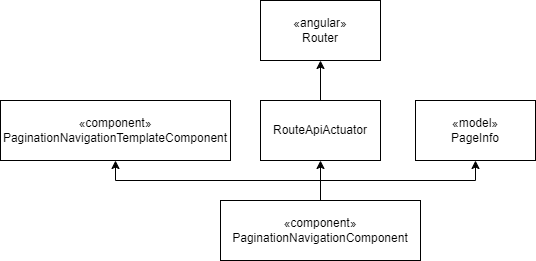 «angular»
Router
«component»
PaginationNavigationTemplateComponent
RouteApiActuator
«model»
PageInfo
«component»
PaginationNavigationComponent